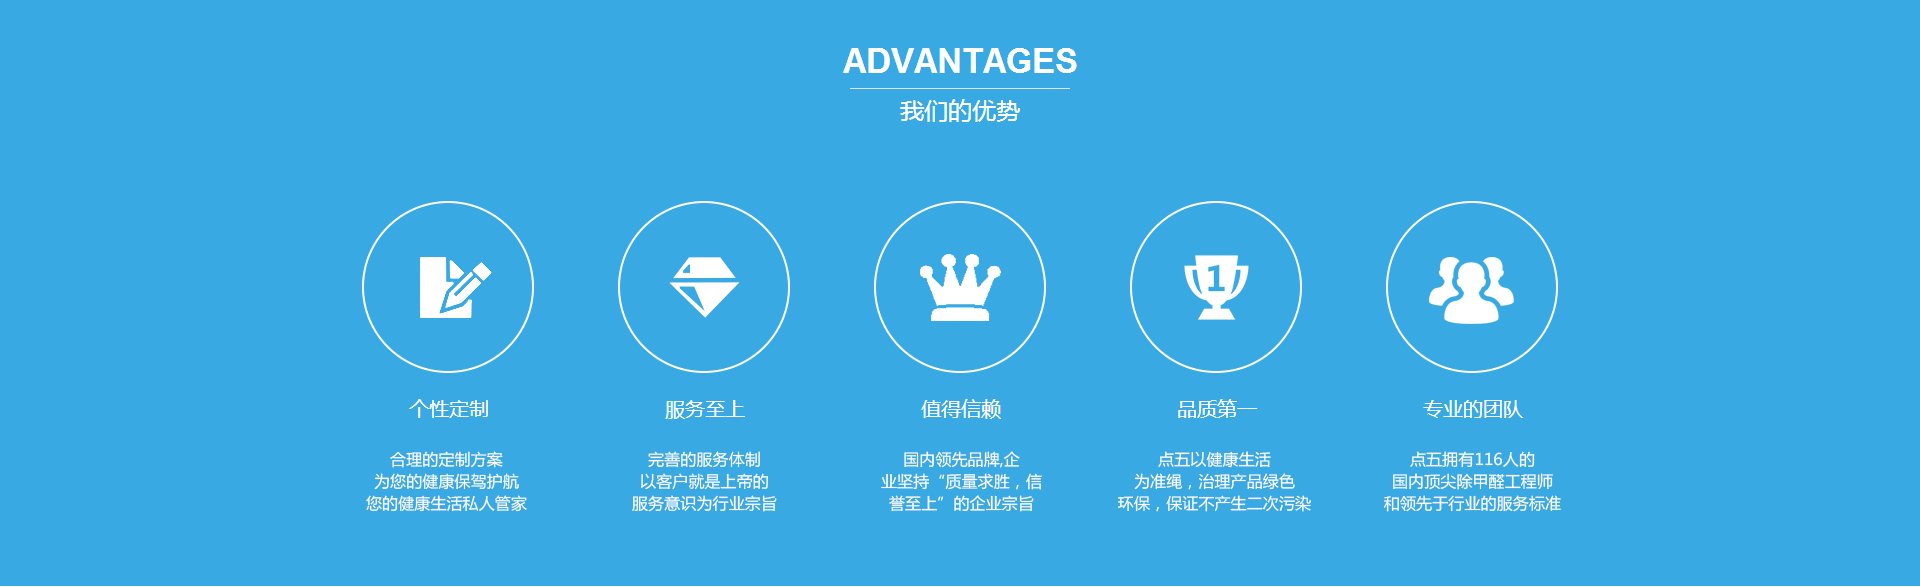 ADVANTAGES
我们的优势
1
个性定制
合理的定制方案
为您的健康保驾护航
您的健康生活私人管家
服务至上
完善的服务体制
以客户就是上帝的
服务意识为行业宗旨
值得信赖
国内领先品牌,企
业坚持“质量求胜，信
誉至上”的企业宗旨
品质第一
点五以健康生活
为准绳，治理产品绿色
环保，保证不产生二次污染
专业的团队
点五拥有116人的
国内顶尖除甲醛工程师
和领先于行业的服务标准